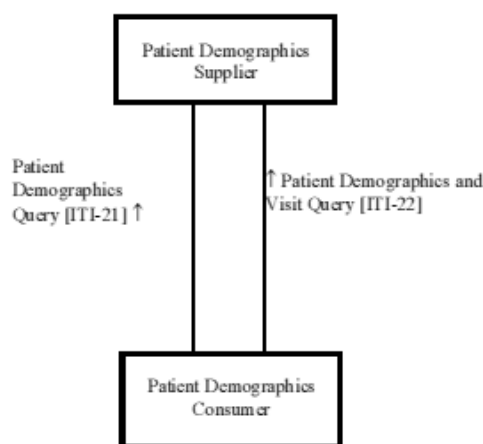 Patient Demographics
Supplier
Patient
Demographics
Query [ITI-21] ↑
↑ Patient Demographics and
Visit Query [ITI-22]
Patient Demographics
Consumer